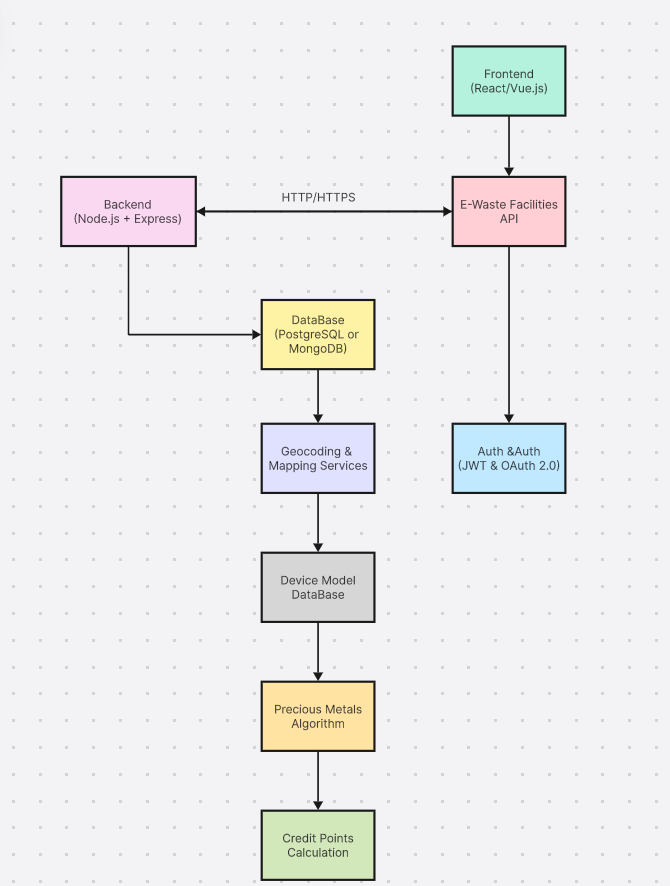 Frontend
(React/Vue.js)
HTTP/HTTPS
Backend
(Node.js + Express)
E-Waste Facilities
API
DataBase
(PostgreSQL or
MongoDB)
Geocoding &
Mapping Services
Auth &Auth
(JWT & OAuth 2.0)
Device Model
DataBase
Precious Metals
Algorithm
Credit Points
Calculation